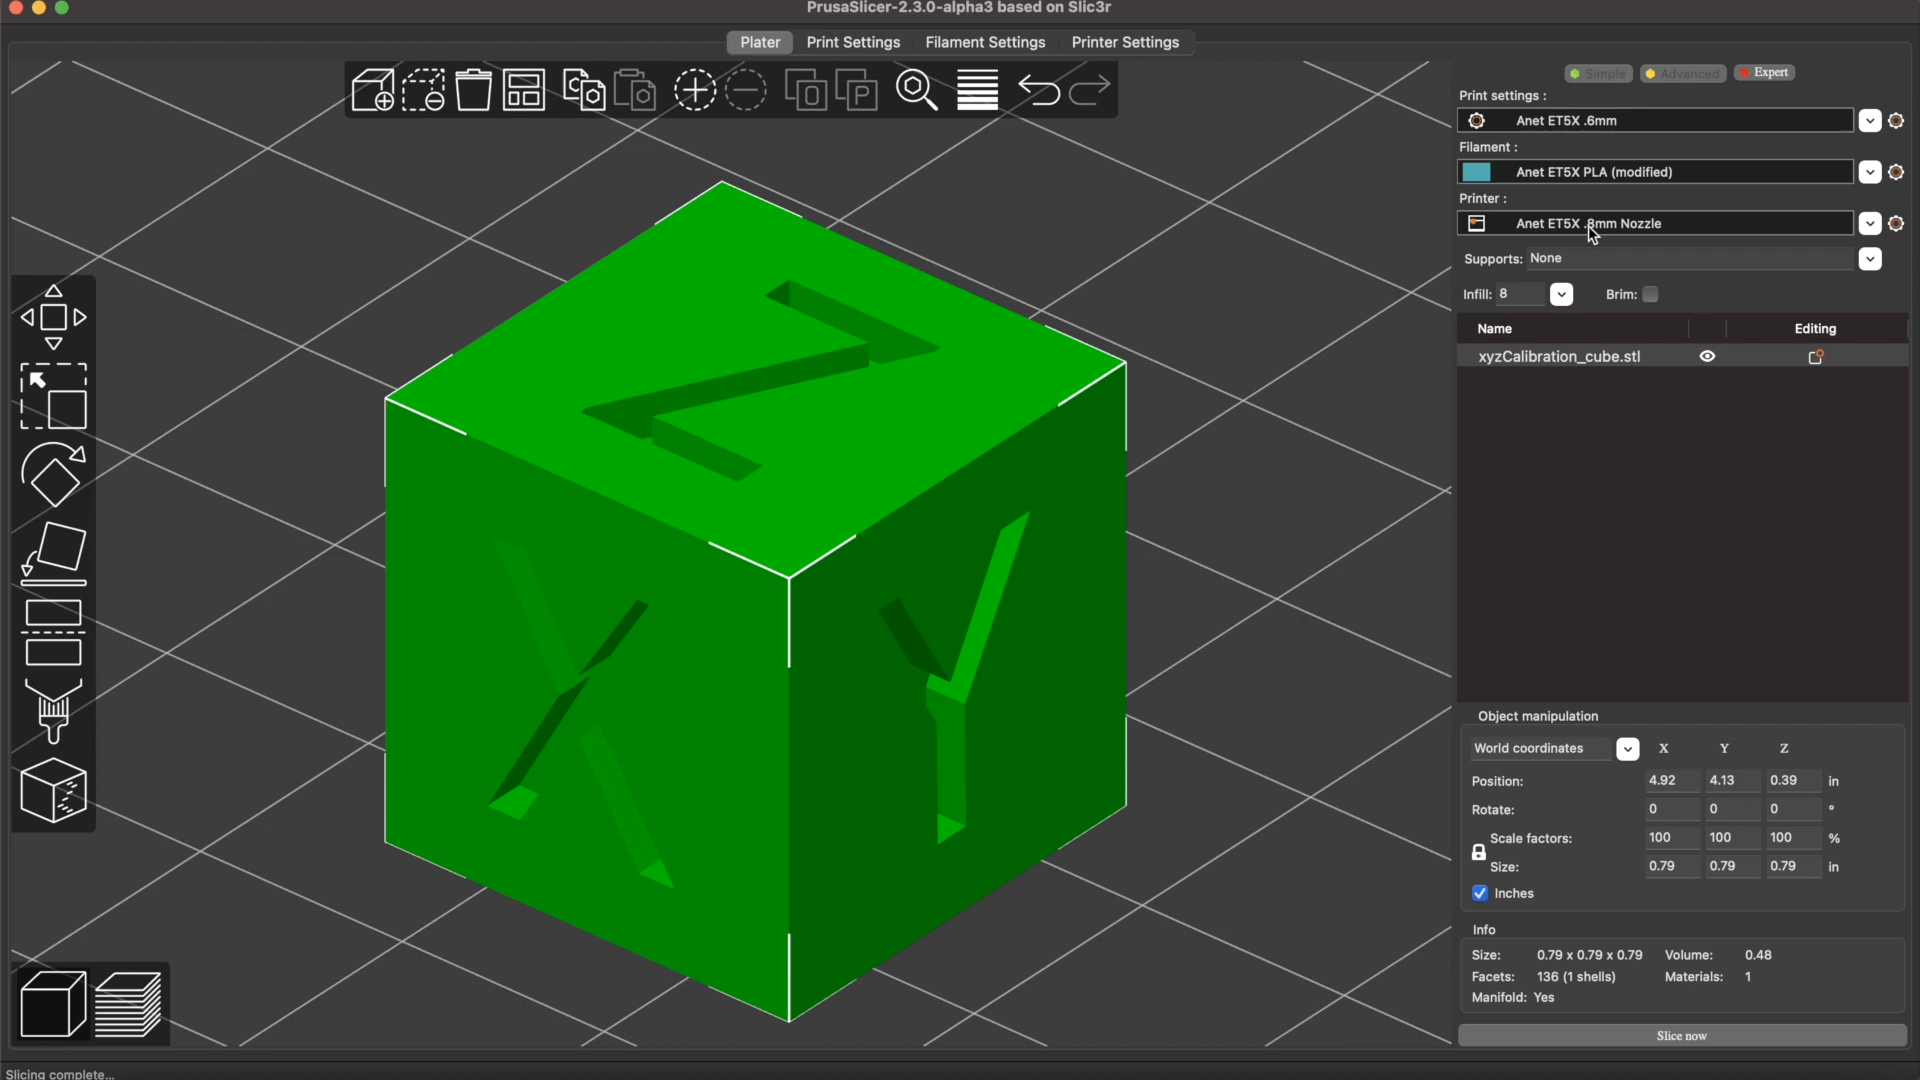 PrusaSlicer-2.3.0-alpha3 based on Slic3r
Plater Print Settings Filament Settings Printer Settings
Simple Advanced Expert
Print settings :
Anet ET5X .6mm
Filament :
Anet ET5X PLA (modified)
Printer :
Anet ET5X .8mm Nozzle
Supports: None
Infill: 8 Brim:
Name Editing
xyzCalibration_cube.stl
Object manipulation
World coordinates X Y Z
Position: 4.92 4.13 0.39 in
Rotate: 0 0 0 °
Scale factors: 100 100 100 %
Size: 0.79 0.79 0.79 in
Inches
Info
Size: 0.79 x 0.79 x 0.79 Volume: 0.48
Facets: 136 (1 shells) Materials: 1
Manifold: Yes
Slice now
Slicing complete...
Z
X
Y
O
P